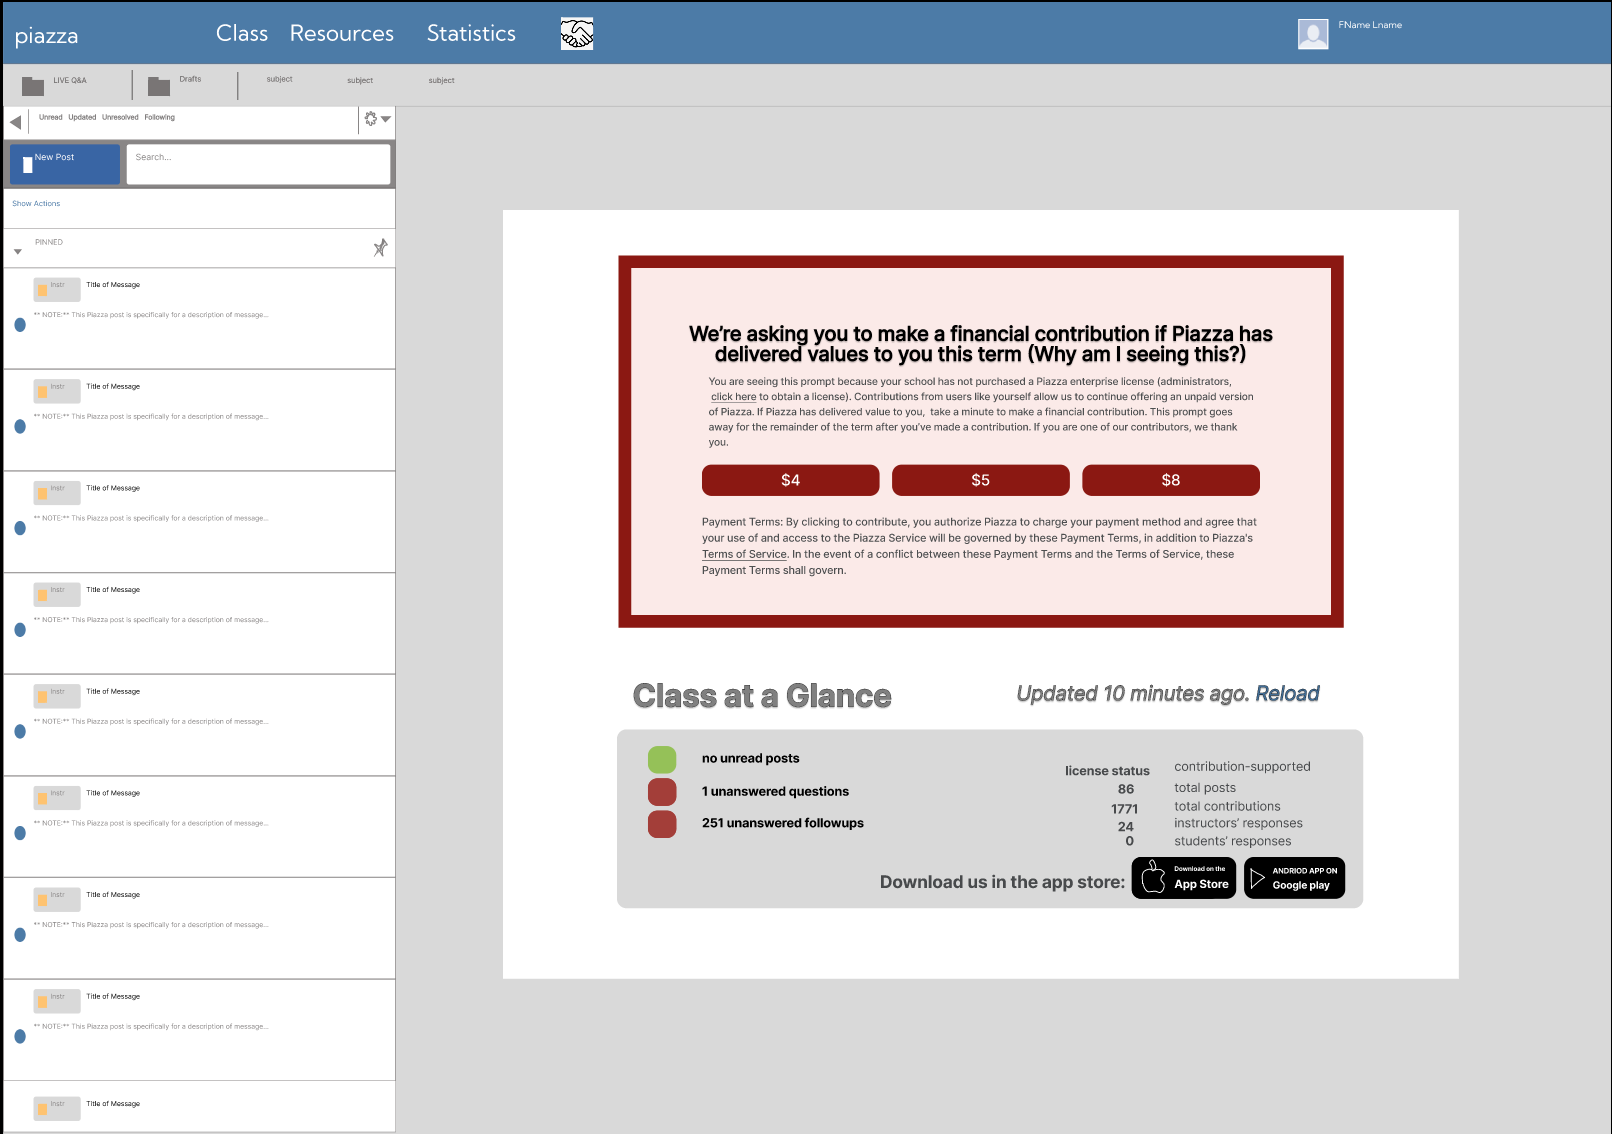 piazza
Class Resources Statistics
FName Lname
LIVE Q&A
Drafts
subject
subject
subject
Unread Updated Unresolved Following
New Post
Search...
Show Actions
PINNED
Instr
Title of Message
** NOTE:** This Piazza post is specifically for a description of message...
Instr
Title of Message
** NOTE:** This Piazza post is specifically for a description of message...
Instr
Title of Message
** NOTE:** This Piazza post is specifically for a description of message...
Instr
Title of Message
** NOTE:** This Piazza post is specifically for a description of message...
Instr
Title of Message
** NOTE:** This Piazza post is specifically for a description of message...
Instr
Title of Message
** NOTE:** This Piazza post is specifically for a description of message...
Instr
Title of Message
** NOTE:** This Piazza post is specifically for a description of message...
Instr
Title of Message
** NOTE:** This Piazza post is specifically for a description of message...
Instr
Title of Message
We're asking you to make a financial contribution if Piazza has
delivered values to you this term (Why am I seeing this?)
You are seeing this prompt because your school has not purchased a Piazza enterprise license (administrators,
click here to obtain a license). Contributions from users like yourself allow us to continue offering an unpaid version
of Piazza. If Piazza has delivered value to you, take a minute to make a financial contribution. This prompt goes
away for the remainder of the term after you've made a contribution. If you are one of our contributors, we thank
you.
$4
$5
$8
Payment Terms: By clicking to contribute, you authorize Piazza to charge your payment method and agree that
your use of and access to the Piazza Service will be governed by these Payment Terms, in addition to Piazza's
Terms of Service. In the event of a conflict between these Payment Terms and the Terms of Service, these
Payment Terms shall govern.
Class at a Glance
Updated 10 minutes ago. Reload
no unread posts
1 unanswered questions
251 unanswered followups
license status contribution-supported
86 total posts
1771 total contributions
24 instructors' responses
0 students' responses
Download us in the app store:
Download on the
App Store
ANDRIOD APP ON
Google play